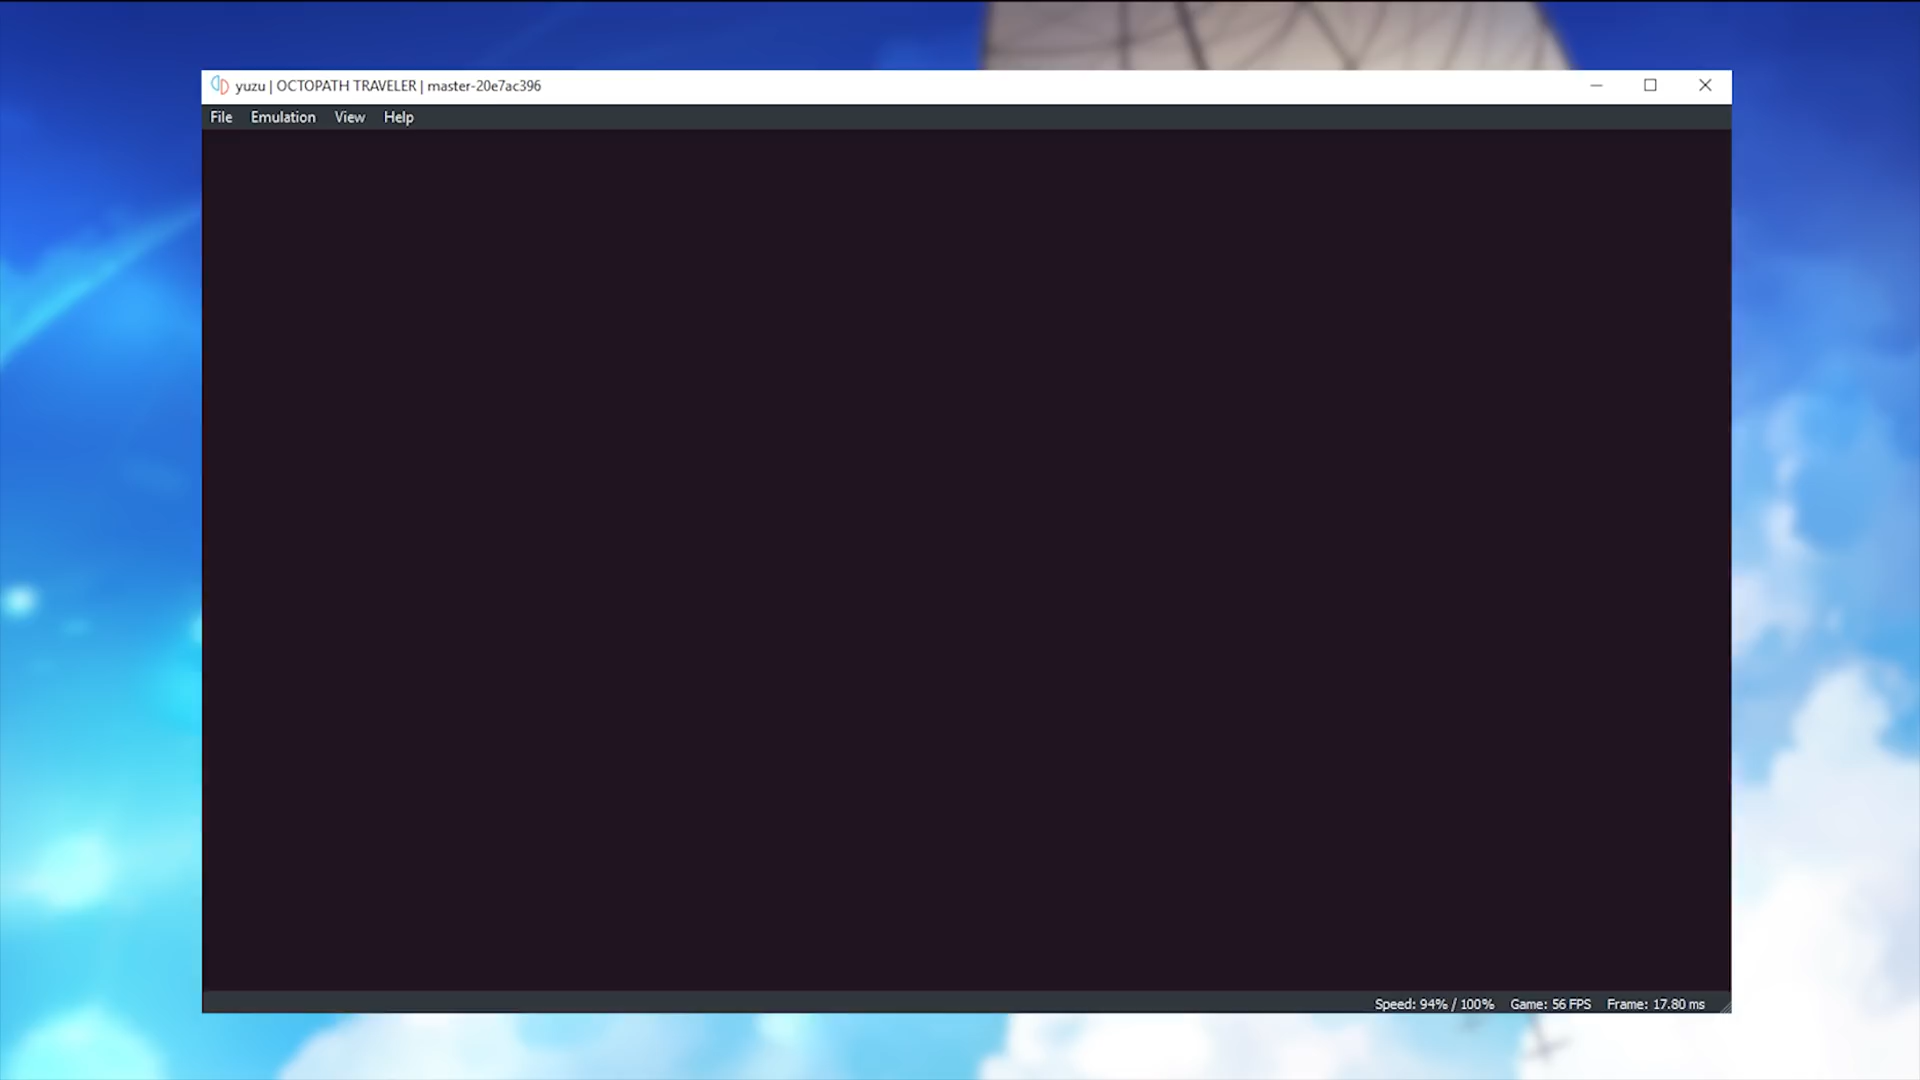 yuzu | OCTOPATH TRAVELER | master-20e7ac396
File Emulation View Help
Speed: 94% / 100% Game: 56 FPS Frame: 17.80 ms